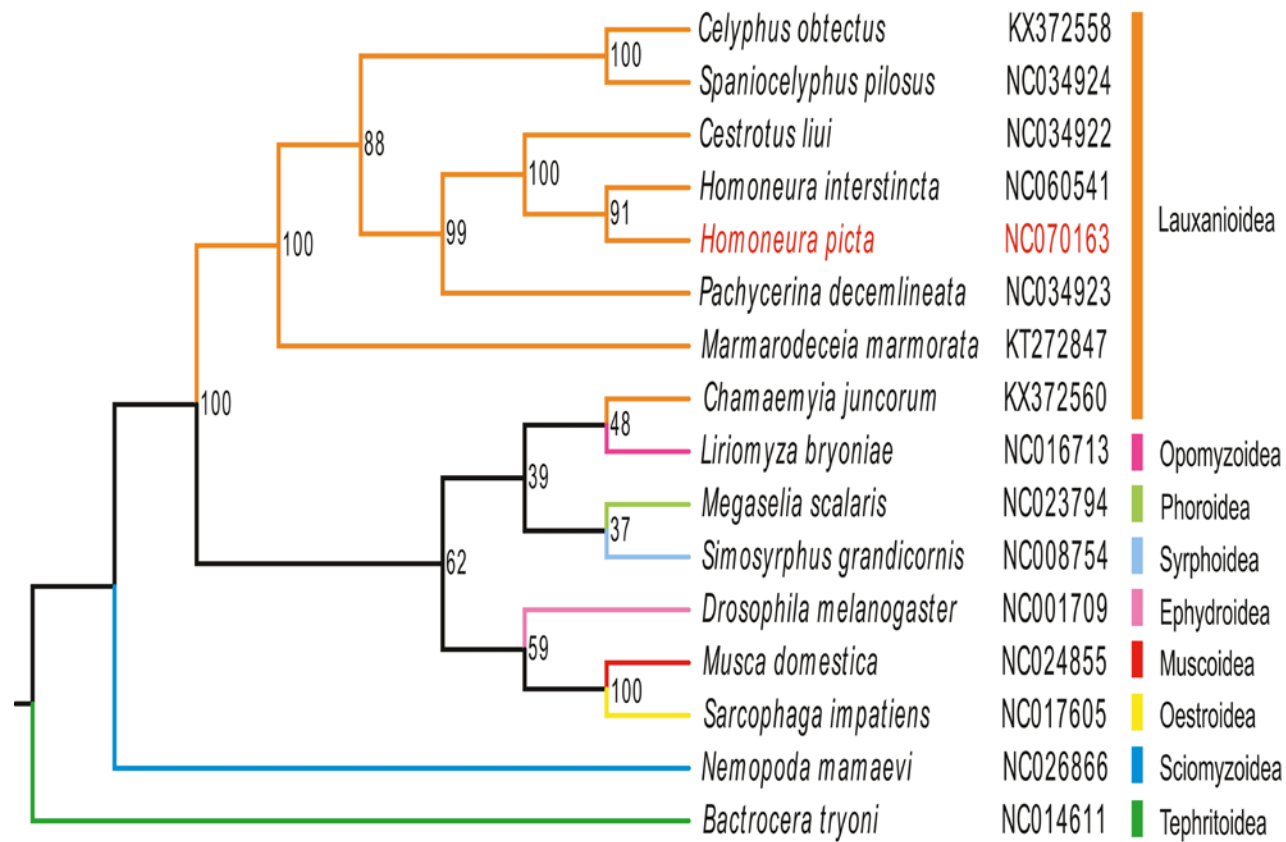 Celyphus obtectus KX372558
100
Spaniocelyphus pilosus NC034924
88
Cestrotus liui NC034922
100
Homoneura interstincta NC060541
91
99
Homoneura picta NC070163
Lauxanioidea
100
Pachycerina decemlineata NC034923
Marmarodeceia marmorata KT272847
100
Chamaemyia juncorum KX372560
48
Liriomyza bryoniae NC016713 Opomyzoidea
39
Megaselia scalaris NC023794 Phoroidea
37
62
Simosyrphus grandicornis NC008754 Syrphoidea
Drosophila melanogaster NC001709 Ephydroidea
59
Musca domestica NC024855 Muscoidea
100
Sarcophaga impatiens NC017605 Oestroidea
Nemopoda mamaevi NC026866 Sciomyzoidea
Bactrocera tryoni NC014611 Tephritoidea